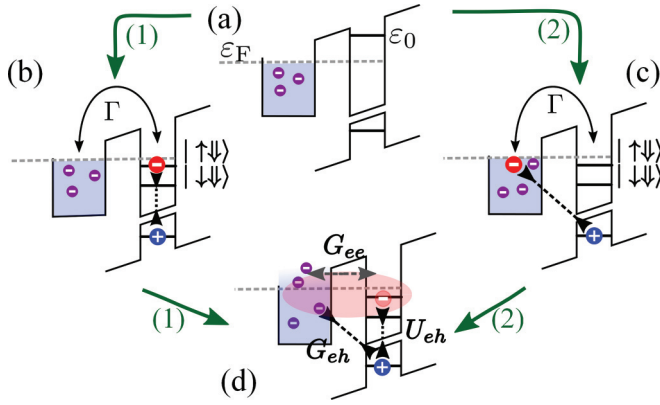 (1)
(a)
(2)
ε_F
ε_0
(b)
(c)
Γ
Γ
|↑⇓⟩
|↓⇓⟩
|↑⇓⟩
|↓⇓⟩
G_ee
(1)
(2)
G_eh
U_eh
(d)